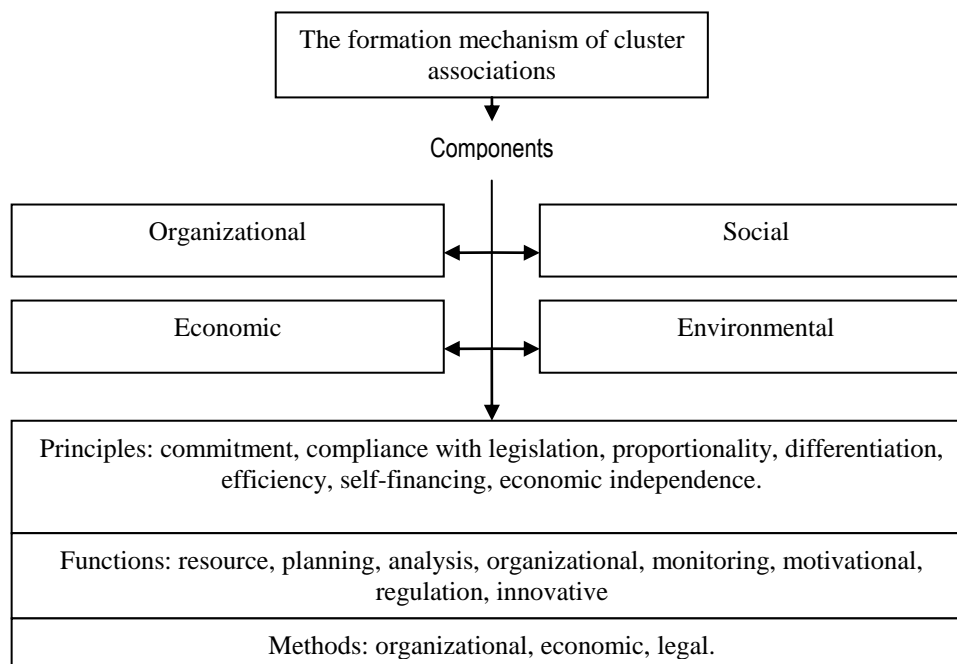 The formation mechanism of cluster
associations
Components
Organizational
Social
Economic
Environmental
Principles: commitment, compliance with legislation, proportionality, differentiation,
efficiency, self-financing, economic independence.
Functions: resource, planning, analysis, organizational, monitoring, motivational,
regulation, innovative
Methods: organizational, economic, legal.